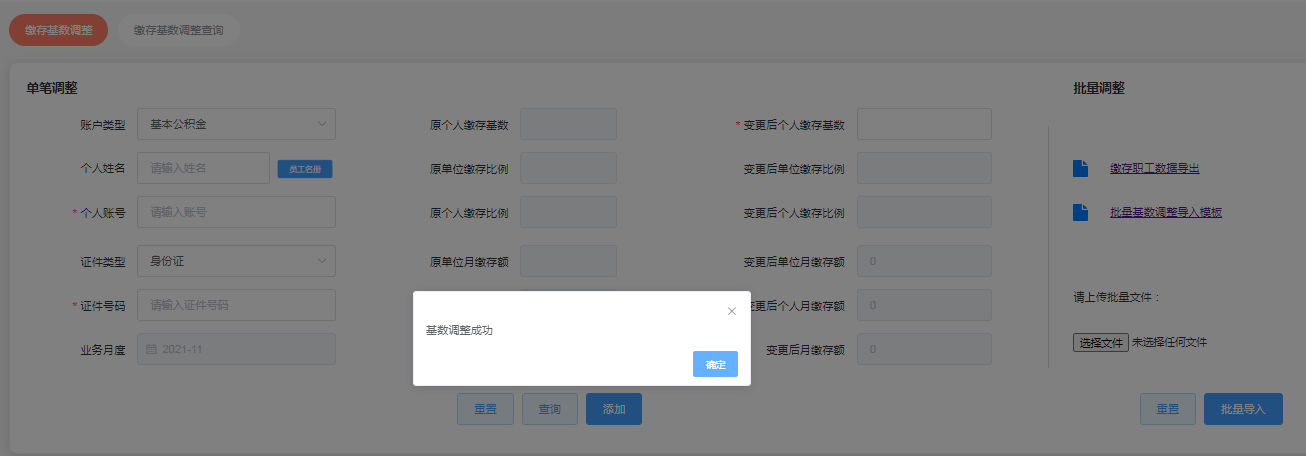 缴存基数调整 缴存基数调整查询
单笔调整 批量调整
账户类型 基本公积金 原个人缴存基数 * 变更后个人缴存基数
个人姓名 请输入姓名 员工名册 原单位缴存比例 变更后单位缴存比例 缴存职工数据导出
* 个人账号 请输入账号 原个人缴存比例 变更后个人缴存比例 批量基数调整导入模板
证件类型 身份证 原单位月缴存额 变更后单位月缴存额 0
* 证件号码 请输入证件号码 变更后个人月缴存额 0 请上传批量文件：
基数调整成功
业务月度 2021-11 变更后月缴存额 0 选择文件 未选择任何文件
确定
重置 查询 添加 重置 批量导入